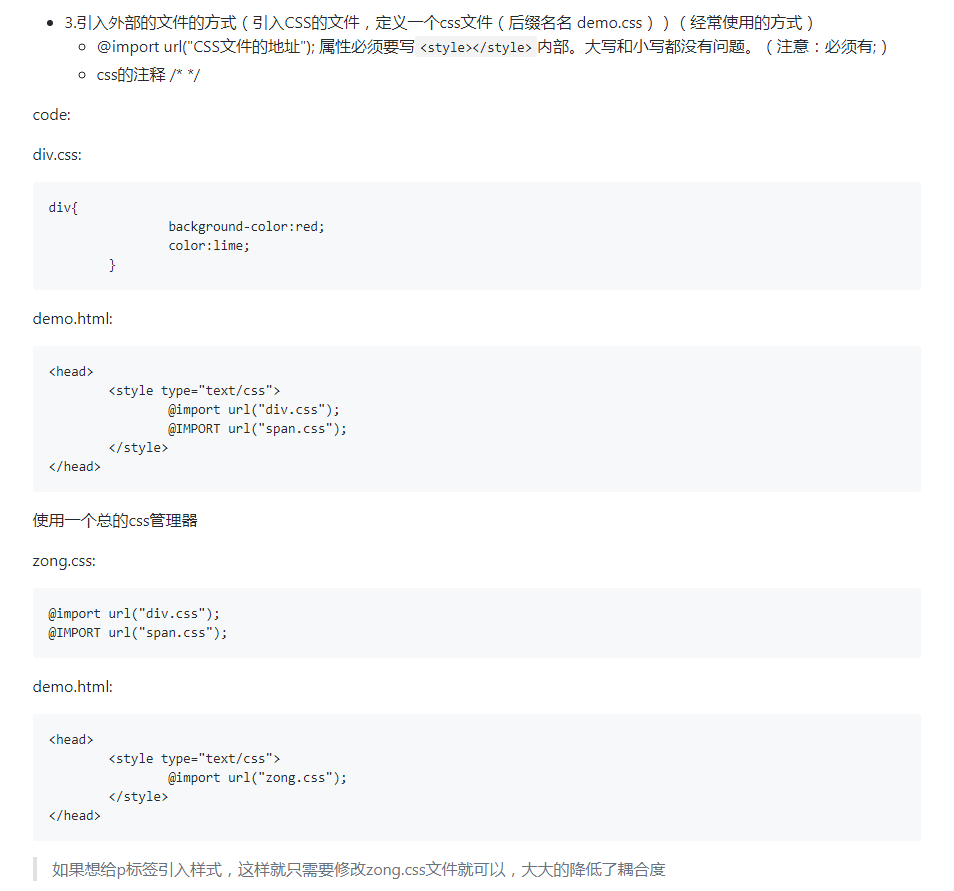 3.引入外部的文件的方式（引入CSS的文件，定义一个css文件（后缀名名 demo.css））（经常使用的方式）
@import url("CSS文件的地址"); 属性必须要写 <style></style> 内部。大写和小写都没有问题。（注意：必须有;）
css的注释 /* */
code:
div.css:
div{
background-color:red;
color:lime;
}
demo.html:
<head>
<style type="text/css">
@import url("div.css");
@IMPORT url("span.css");
</style>
</head>
使用一个总的css管理器
zong.css:
@import url("div.css");
@IMPORT url("span.css");
demo.html:
<head>
<style type="text/css">
@import url("zong.css");
</style>
</head>
如果想给p标签引入样式，这样就只需要修改zong.css文件就可以，大大的降低了耦合度